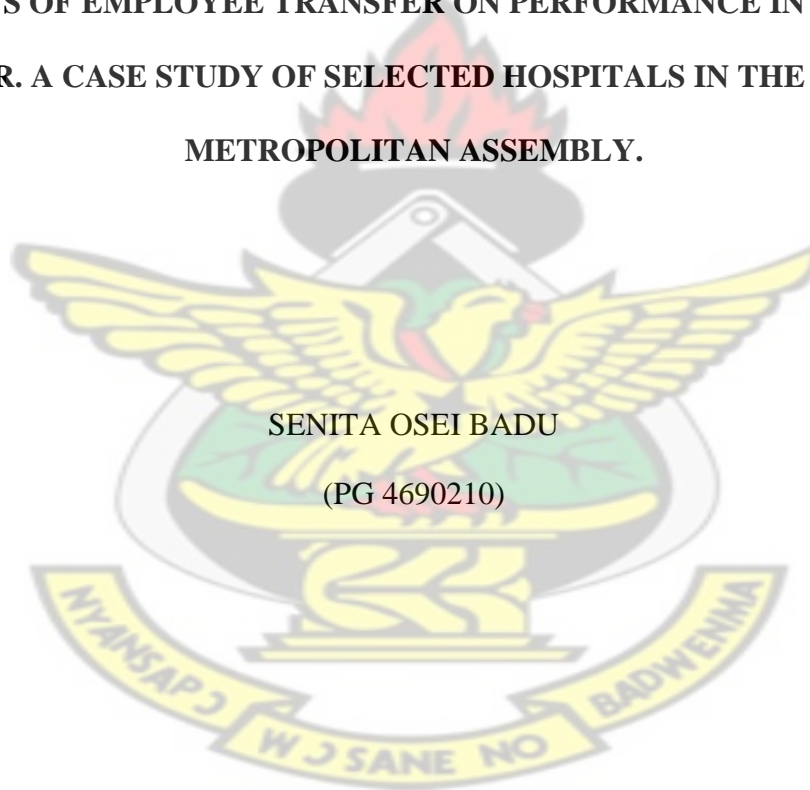 S OF EMPLOYEE TRANSFER ON PERFORMANCE IN
R. A CASE STUDY OF SELECTED HOSPITALS IN THE
METROPOLITAN ASSEMBLY.
SENITA OSEI BADU
(PG 4690210)
NYANSAPƆ
WƆSANE NO
BADWENMA